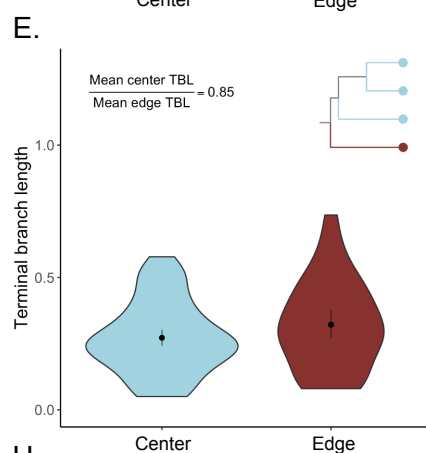 Center Edge
E.
Mean center TBL
Mean edge TBL
= 0.85
Terminal branch length
1.0
0.5
0.0
Center Edge